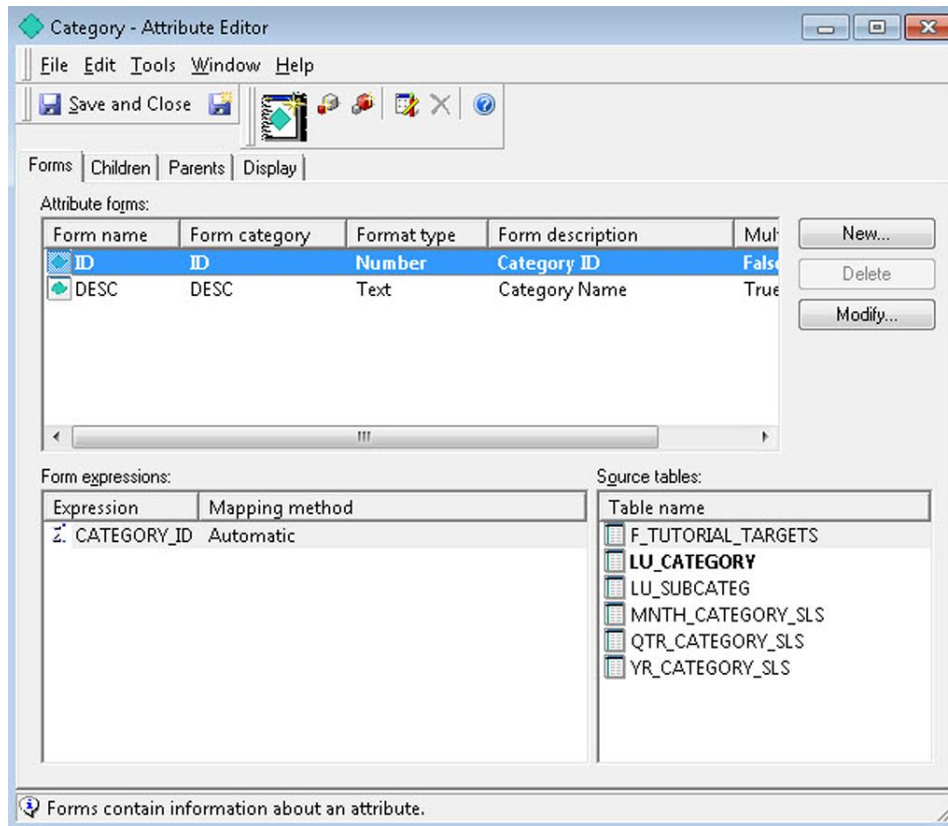 Category - Attribute Editor
File Edit Tools Window Help
Save and Close
Forms Children Parents Display
Attribute forms:
Form name Form category Format type Form description Mul
ID ID Number Category ID False
DESC DESC Text Category Name True
New...
Delete
Modify...
Form expressions:
Expression Mapping method
CATEGORY_ID Automatic
Source tables:
Table name
F_TUTORIAL_TARGETS
LU_CATEGORY
LU_SUBCATEG
MNTH_CATEGORY_SLS
QTR_CATEGORY_SLS
YR_CATEGORY_SLS
Forms contain information about an attribute.